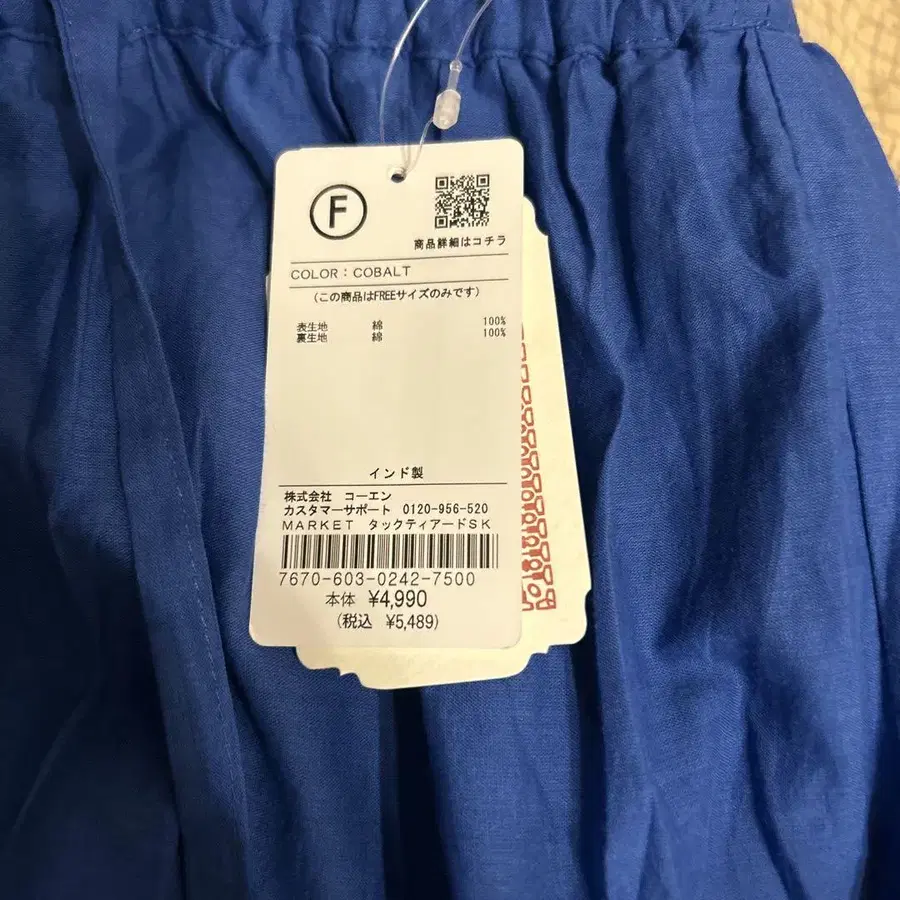 F
商品詳細はコチラ
COLOR：COBALT
(この商品はFREEサイズのみです)
表生地 綿 100%
裏生地 綿 100%
インド製
株式会社 コーエン
カスタマーサポート 0120-956-520
MARKET タックティアードSK
7670-603-0242-7500
本体 ¥4,990
(税込 ¥5,489)